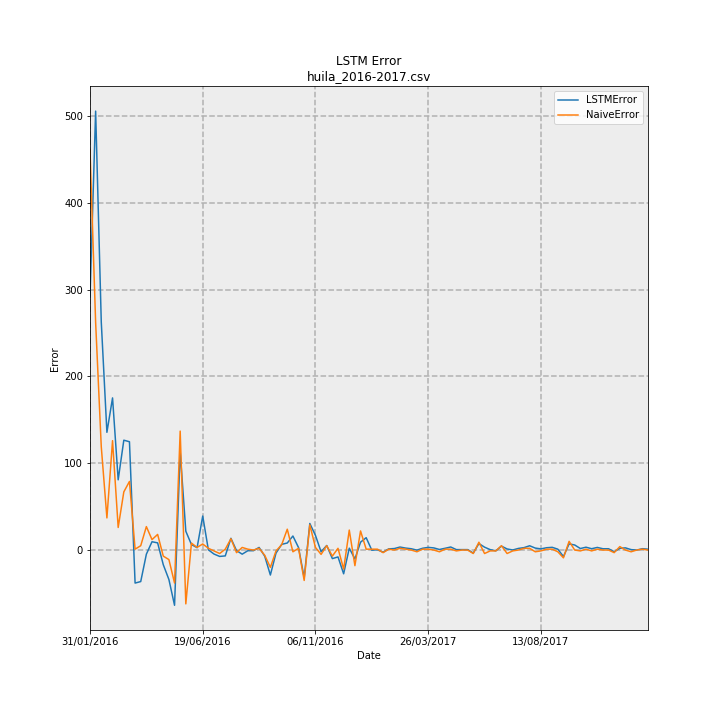 LSTM Error
huila_2016-2017.csv
LSTMError
NaiveError
500
400
300
200
100
0
Error
31/01/2016 19/06/2016 06/11/2016 26/03/2017 13/08/2017
Date